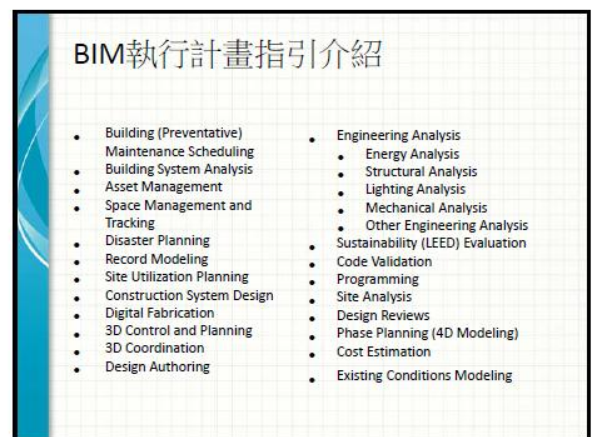 BIM執行計畫指引介紹
• Building (Preventative)
Maintenance Scheduling
• Building System Analysis
• Asset Management
• Space Management and
Tracking
• Disaster Planning
• Record Modeling
• Site Utilization Planning
• Construction System Design
• Digital Fabrication
• 3D Control and Planning
• 3D Coordination
• Design Authoring
• Engineering Analysis
• Energy Analysis
• Structural Analysis
• Lighting Analysis
• Mechanical Analysis
• Other Engineering Analysis
• Sustainability (LEED) Evaluation
• Code Validation
• Programming
• Site Analysis
• Design Reviews
• Phase Planning (4D Modeling)
• Cost Estimation
• Existing Conditions Modeling